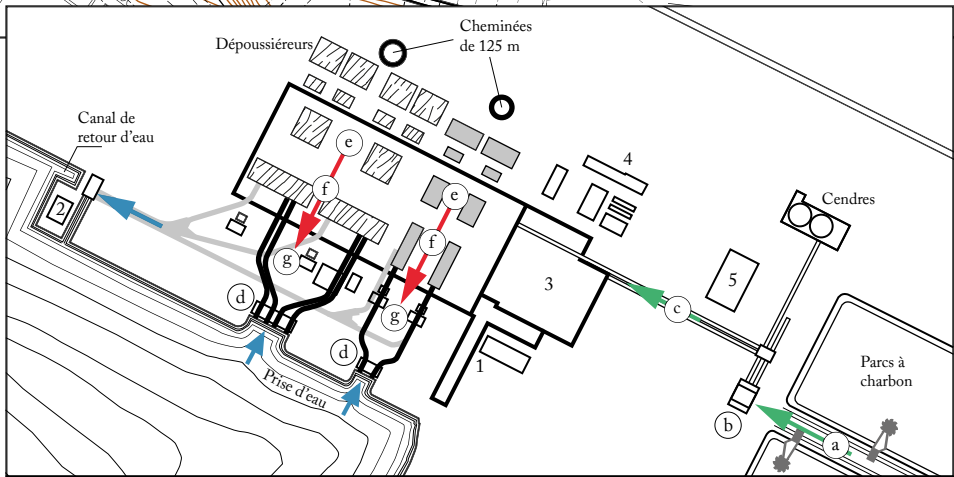 Cheminées
de 125 m
Dépoussiéreurs
Canal de
retour d'eau
e
4
f
e
2
Cendres
f
g
5
3
d
c
g
d
1
Parcs à
charbon
Prise d'eau
b
a